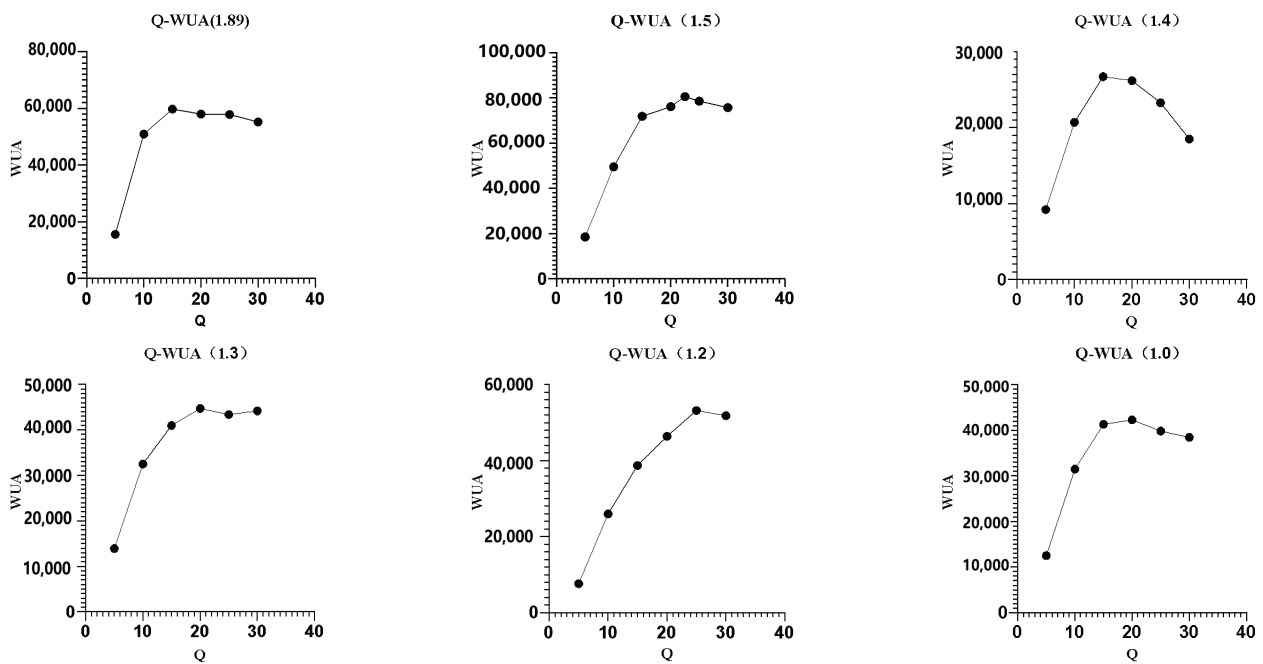 Q-WUA(1.89)
80,000
60,000
40,000
20,000
0
WUA
0 10 20 30 40
Q
Q-WUA（1.5）
100,000
80,000
60,000
40,000
20,000
0
WUA
0 10 20 30 40
Q
Q-WUA（1.4）
30,000
20,000
10,000
0
WUA
0 10 20 30 40
Q
Q-WUA（1.3）
50,000
40,000
30,000
20,000
10,000
0
WUA
0 10 20 30 40
Q
Q-WUA（1.2）
60,000
40,000
20,000
0
WUA
0 10 20 30 40
Q
Q-WUA（1.0）
50,000
40,000
30,000
20,000
10,000
0
WUA
0 10 20 30 40
Q